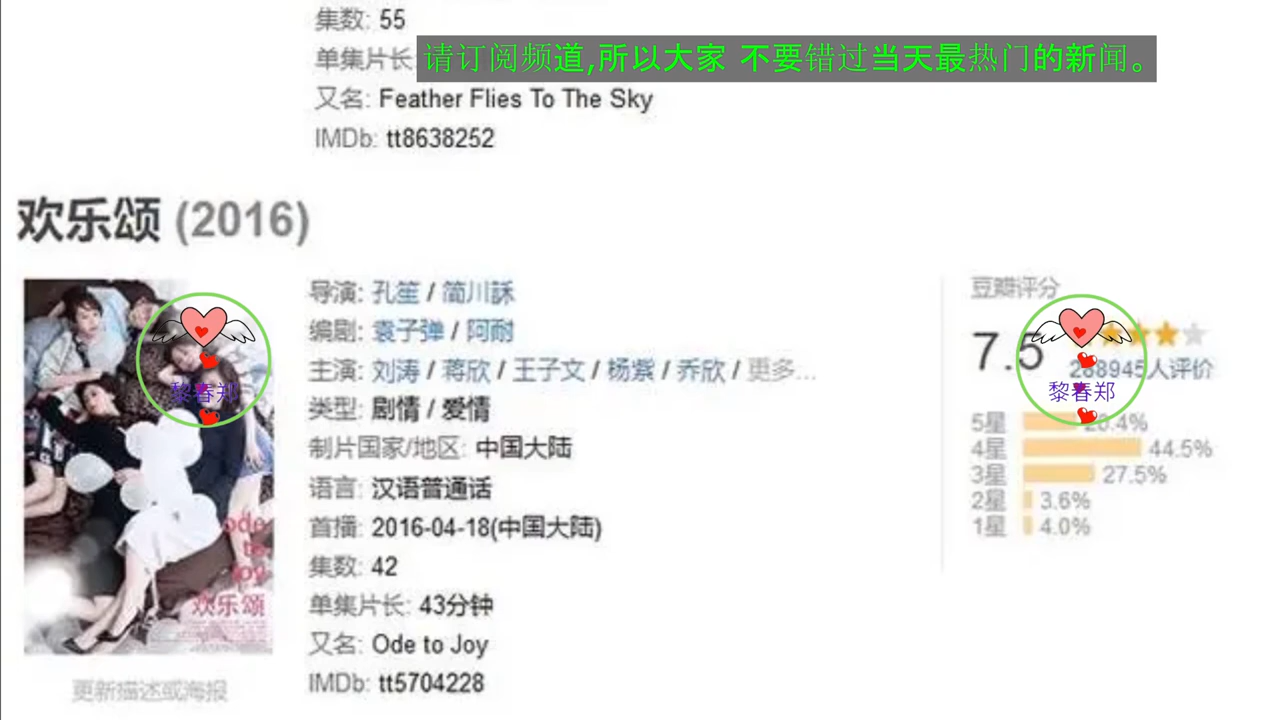 集数: 55
单集片长
请订阅频道,所以大家 不要错过当天最热门的新闻。
又名: Feather Flies To The Sky
IMDb: tt8638252
欢乐颂 (2016)
导演: 孔笙 / 简川訸
编剧: 袁子弹 / 阿耐
主演: 刘涛 / 蒋欣 / 王子文 / 杨紫 / 乔欣 / 更多...
类型: 剧情 / 爱情
制片国家/地区: 中国大陆
语言: 汉语普通话
首播: 2016-04-18(中国大陆)
集数: 42
单集片长: 43分钟
又名: Ode to Joy
IMDb: tt5704228
黎春郑
ode
to
joy
欢乐颂
更新描述或海报
豆瓣评分
7.5
288945人评价
黎春郑
5星 20.4%
4星 44.5%
3星 27.5%
2星 3.6%
1星 4.0%